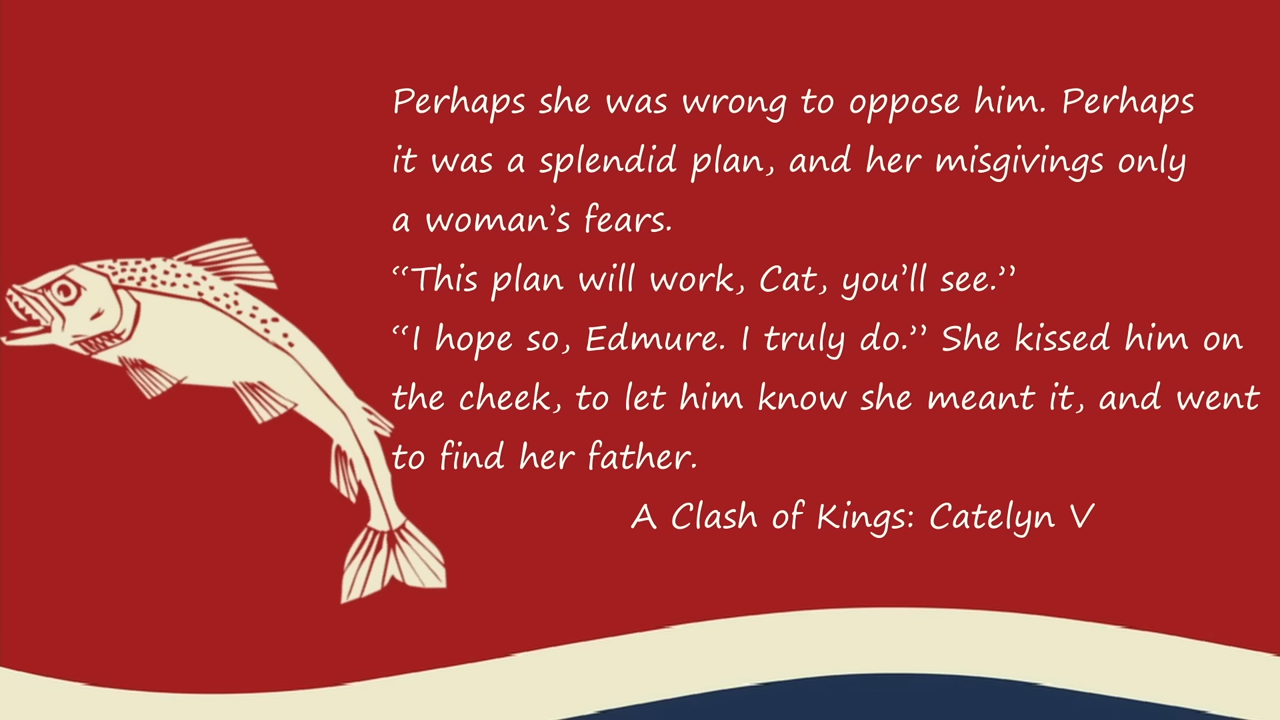 Perhaps she was wrong to oppose him. Perhaps
it was a splendid plan, and her misgivings only
a woman’s fears.
“This plan will work, Cat, you’ll see.”
“I hope so, Edmure. I truly do.” She kissed him on
the cheek, to let him know she meant it, and went
to find her father.
A Clash of Kings: Catelyn V